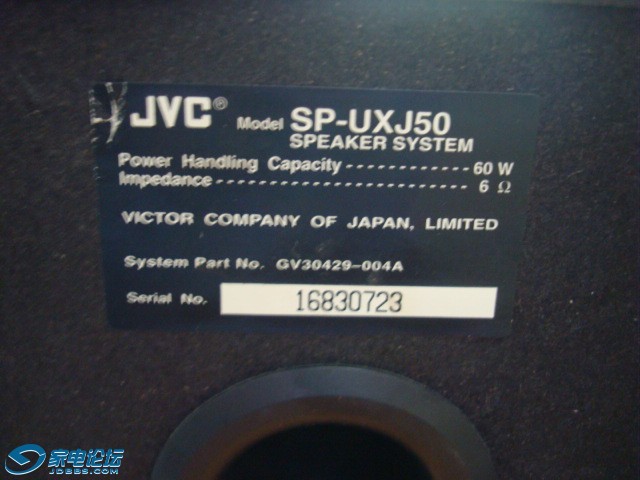 JVC® Model SP-UXJ50
SPEAKER SYSTEM
Power Handling Capacity ------------ 60 W
Impedance ------------------------ 6 Ω
VICTOR COMPANY OF JAPAN, LIMITED
System Part No. GV30429-004A
Serial No. 16830723
家电论坛
JDBBS.COM